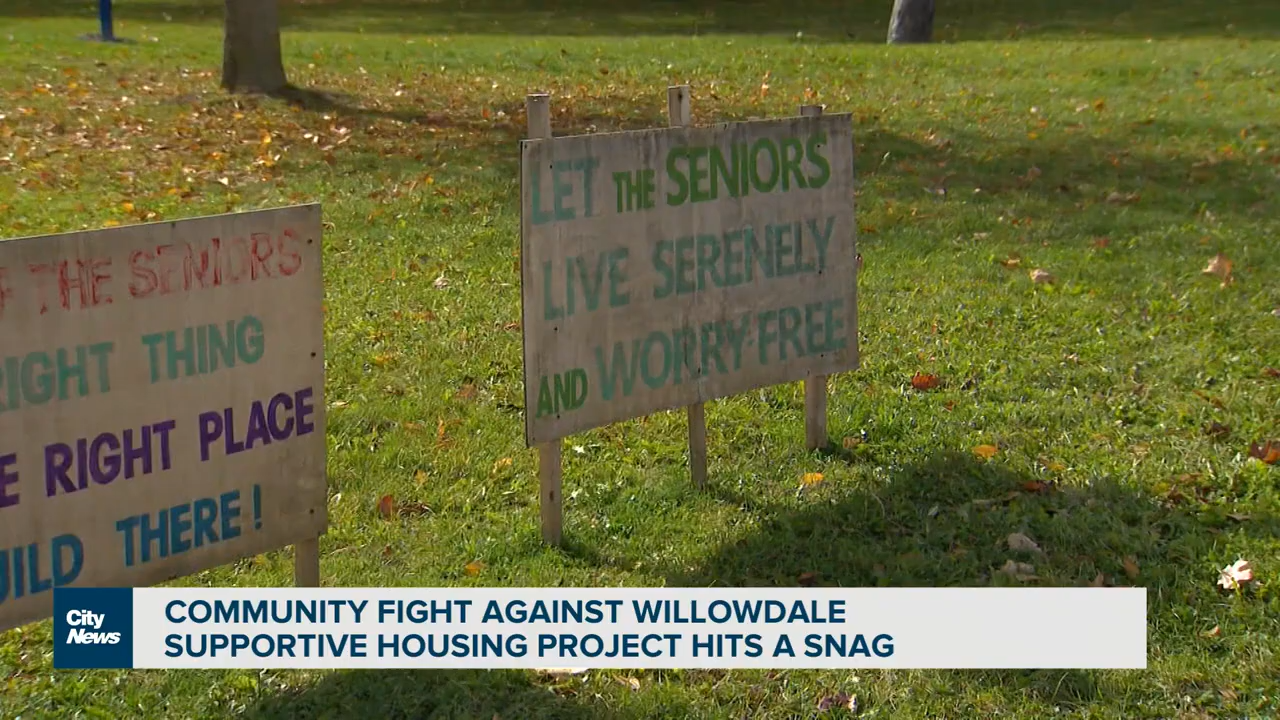 THE SENIORS
RIGHT THING
RIGHT PLACE
BUILD THERE!
LET THE SENIORS
LIVE SERENELY
AND WORRY-FREE
City
News
COMMUNITY FIGHT AGAINST WILLOWDALE
SUPPORTIVE HOUSING PROJECT HITS A SNAG